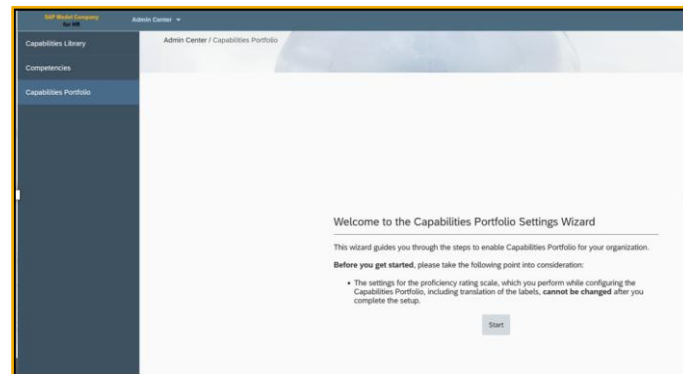 SAP Model Company
for HR
Admin Center
Capabilities Library
Admin Center / Capabilities Portfolio
Competencies
Capabilities Portfolio
Welcome to the Capabilities Portfolio Settings Wizard
This wizard guides you through the steps to enable Capabilities Portfolio for your organization.
Before you get started, please take the following point into consideration:
• The settings for the proficiency rating scale, which you perform while configuring the
Capabilities Portfolio, including translation of the labels, cannot be changed after you
complete the setup.
Start